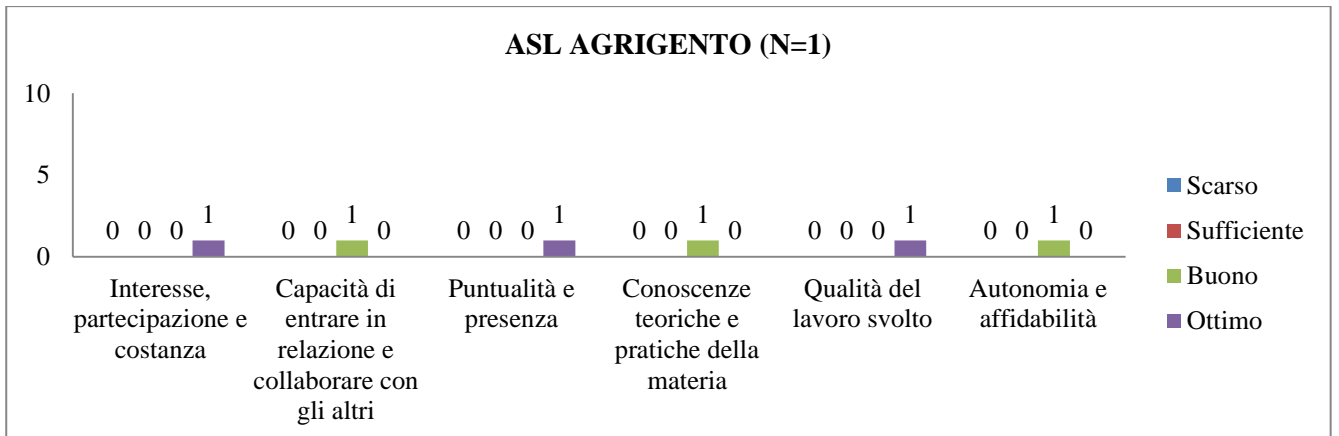 ASL AGRIGENTO (N=1)
10
5
0
0 0 0 1 0 0 1 0 0 0 0 1 0 0 1 0 0 0 0 1 0 0 1 0
Interesse,
partecipazione e
costanza
Capacità di
entrare in
relazione e
collaborare con
gli altri
Puntualità e
presenza
Conoscenze
teoriche e
pratiche della
materia
Qualità del
lavoro svolto
Autonomia e
affidabilità
Scarso
Sufficiente
Buono
Ottimo